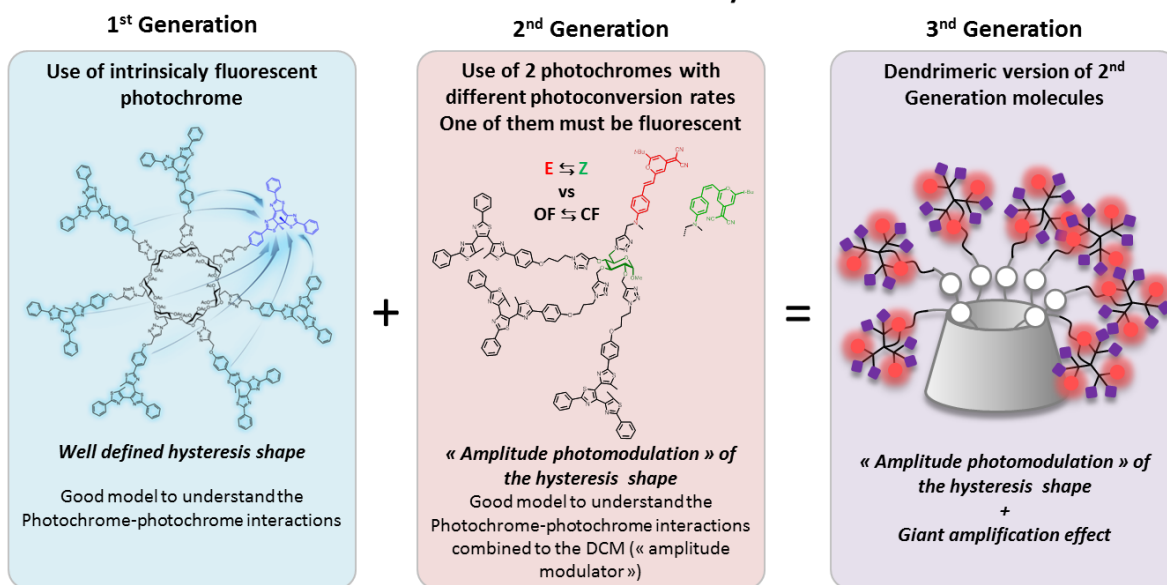 1st Generation
Use of intrinsicaly fluorescent
photochrome
Well defined hysteresis shape
Good model to understand the
Photochrome-photochrome interactions
+
2nd Generation
Use of 2 photochromes with
different photoconversion rates
One of them must be fluorescent
E ⇆ Z
vs
OF ⇆ CF
« Amplitude photomodulation » of
the hysteresis shape
Good model to understand the
Photochrome-photochrome interactions
combined to the DCM (« amplitude
modulator »)
=
3rd Generation
Dendrimeric version of 2nd
Generation molecules
« Amplitude photomodulation » of
the hysteresis shape
+
Giant amplification effect